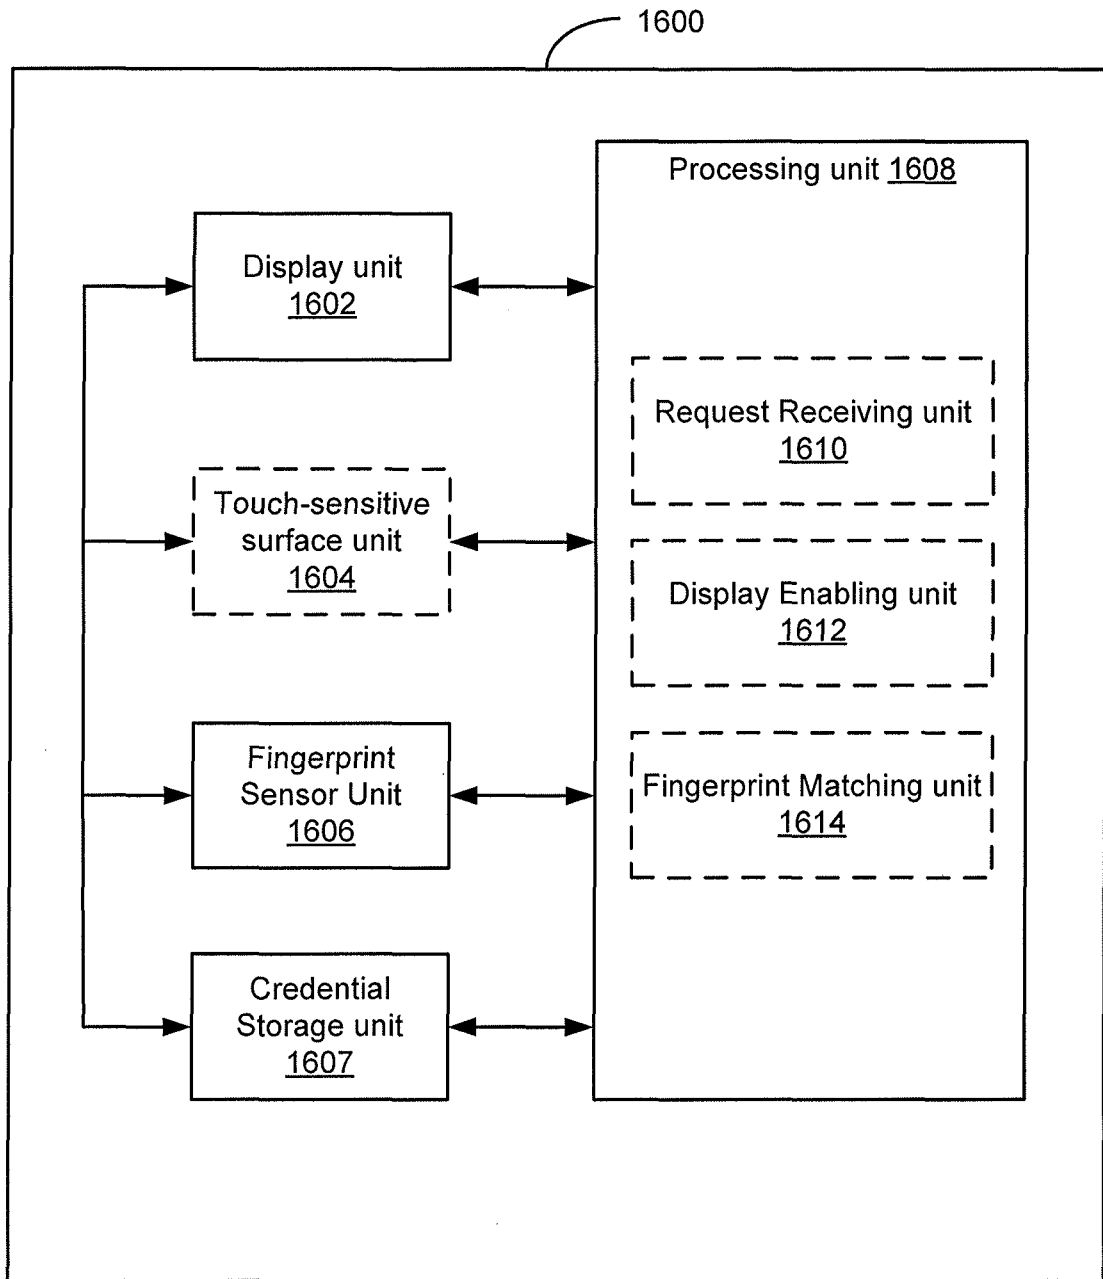 1600
Processing unit 1608
Display unit
1602
Request Receiving unit
1610
Touch-sensitive
surface unit
1604
Display Enabling unit
1612
Fingerprint
Sensor Unit
1606
Fingerprint Matching unit
1614
Credential
Storage unit
1607